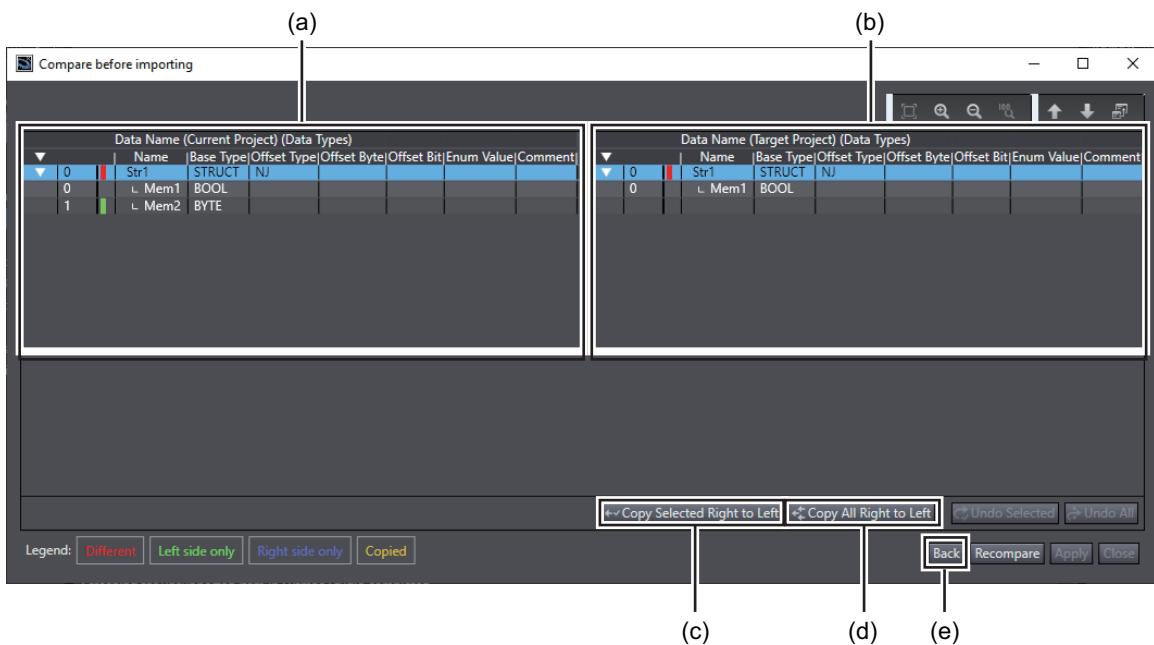 (a) (b)
Compare before importing
Data Name (Current Project) (Data Types)
Name Base Type Offset Type Offset Byte Offset Bit Enum Value Comment
0 Str1 STRUCT NJ
0 Mem1 BOOL
1 Mem2 BYTE
Data Name (Target Project) (Data Types)
Name Base Type Offset Type Offset Byte Offset Bit Enum Value Comment
0 Str1 STRUCT NJ
0 Mem1 BOOL
Copy Selected Right to Left Copy All Right to Left Undo Selected Undo All
Legend: Different Left side only Right side only Copied Back Recompare Apply Close
(c) (d) (e)